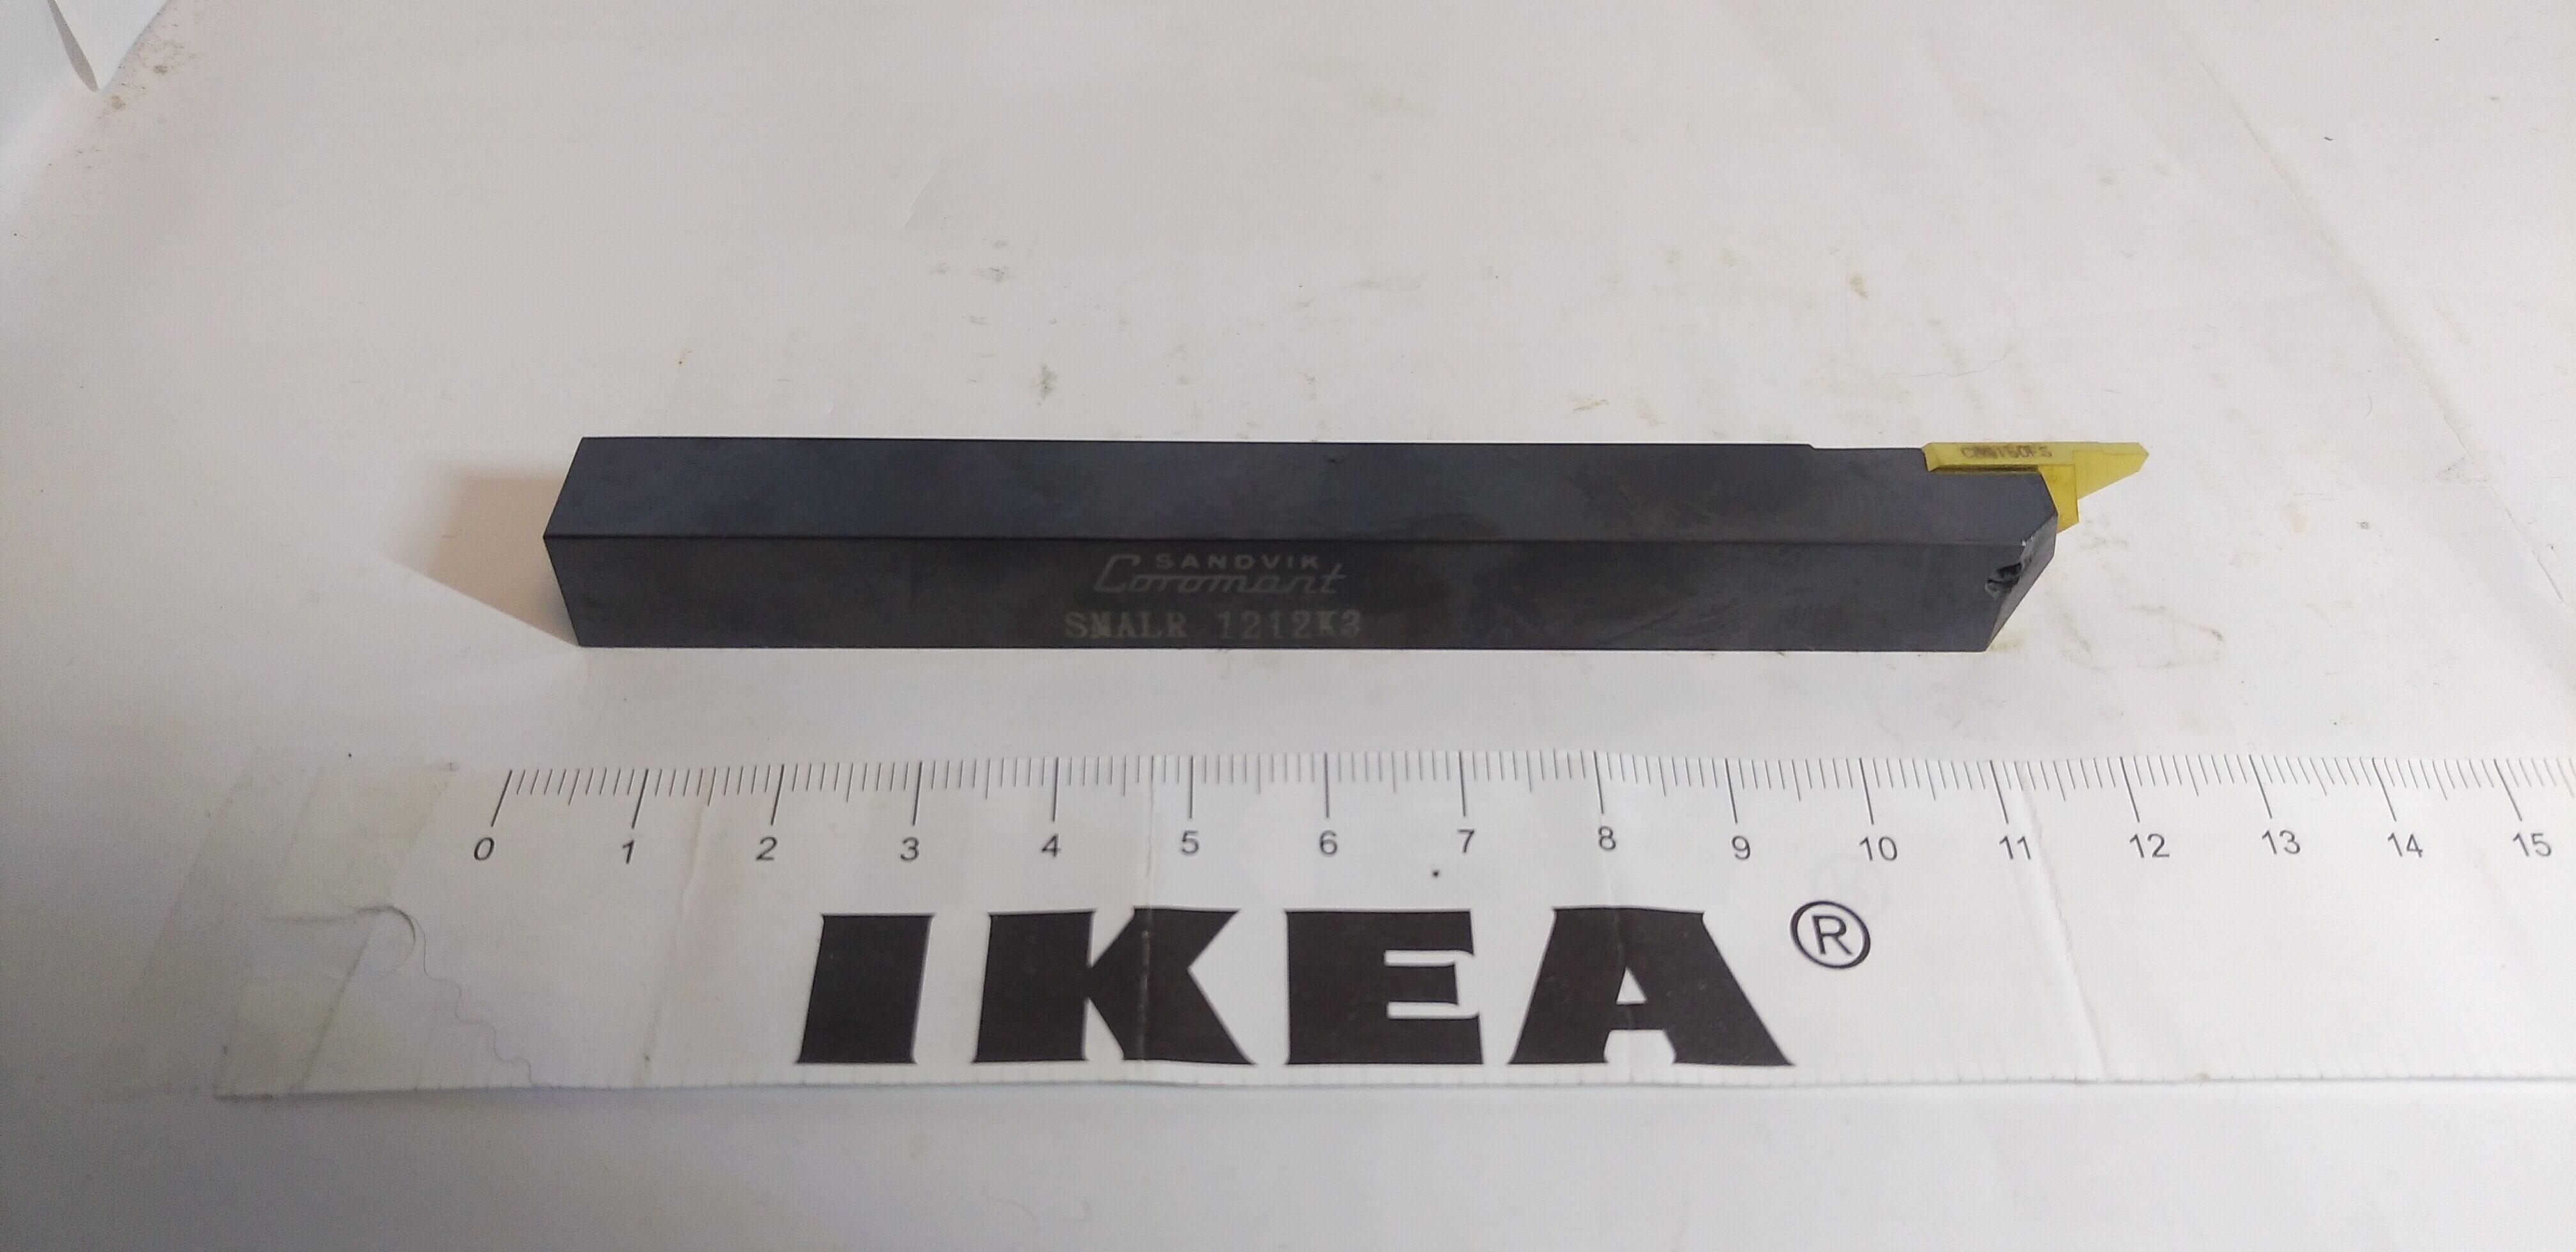 SANDVIK
Coromant
SMALR 1212K3
0 1 2 3 4 5 6 7 8 9 10 11 12 13 14 15
IKEA®